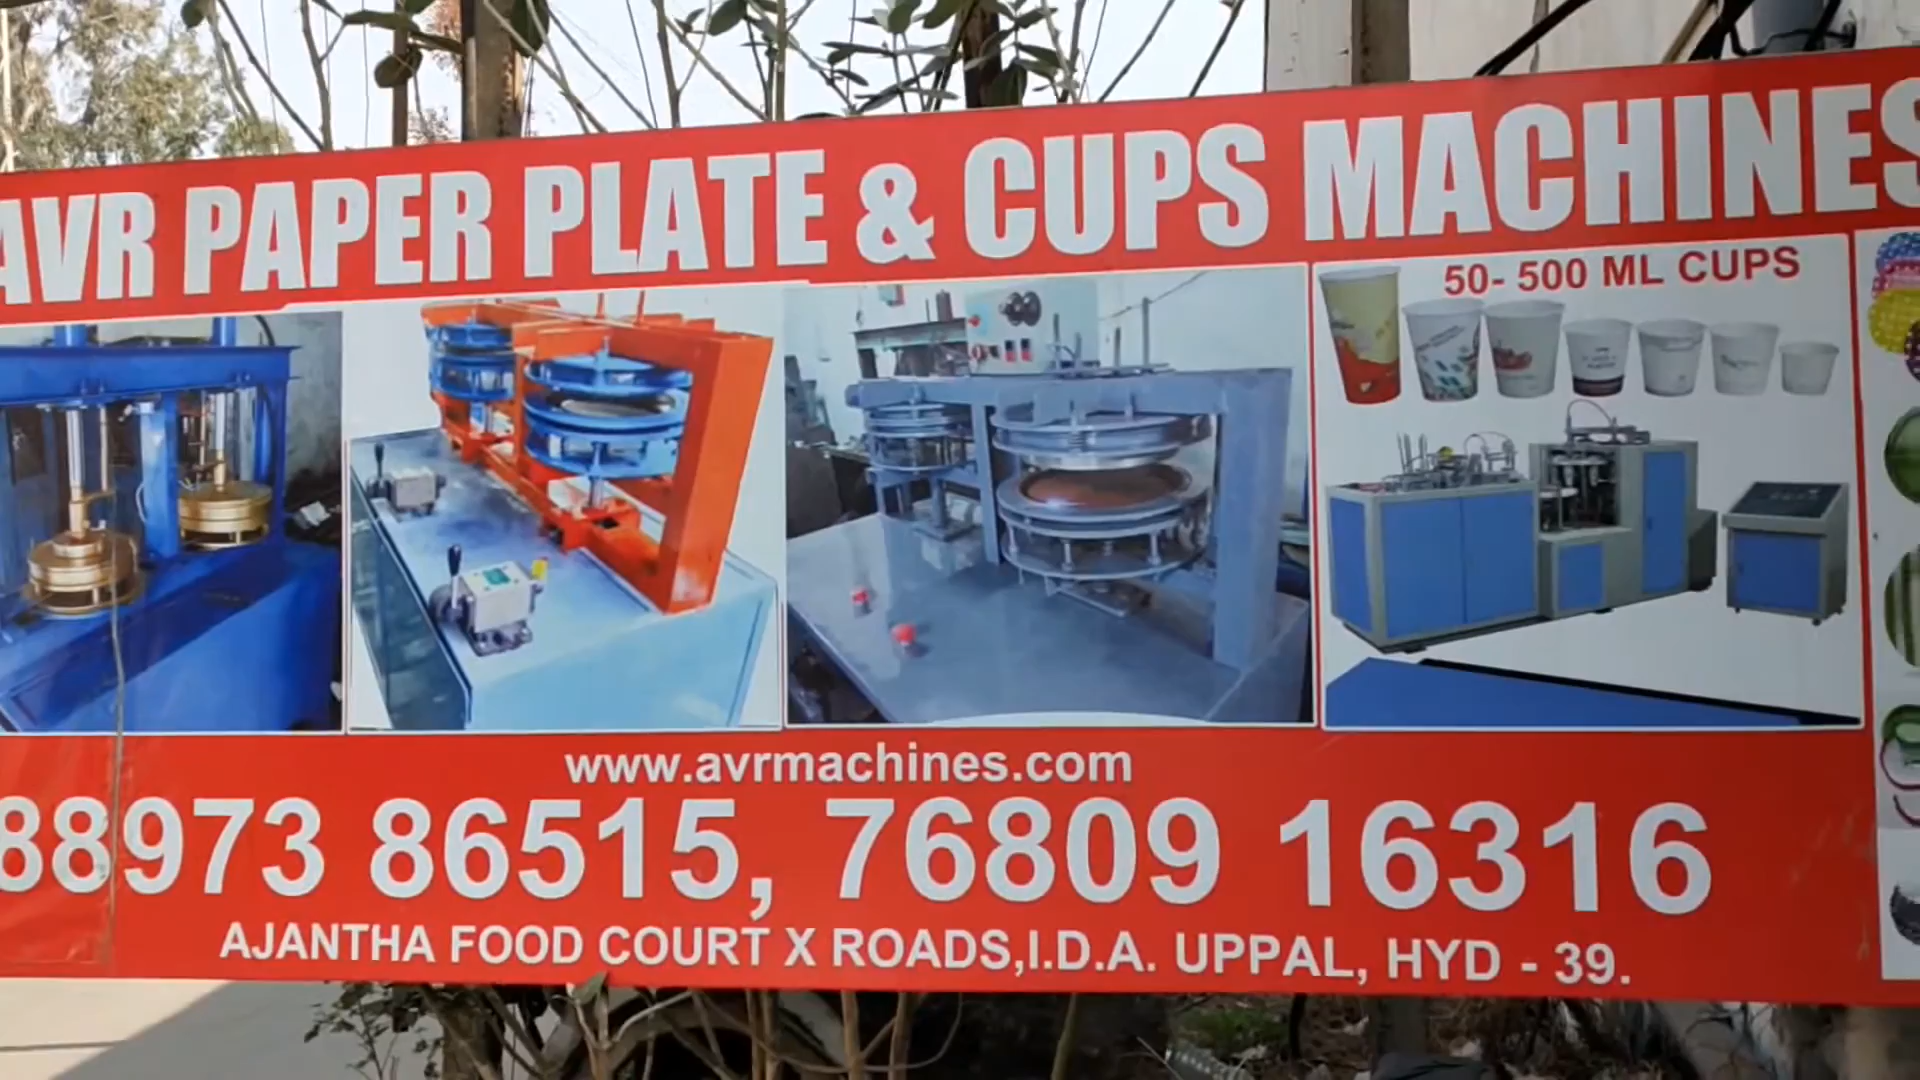 AVR PAPER PLATE & CUPS MACHINES
50- 500 ML CUPS
www.avrmachines.com
88973 86515, 76809 16316
AJANTHA FOOD COURT X ROADS,I.D.A. UPPAL, HYD - 39.